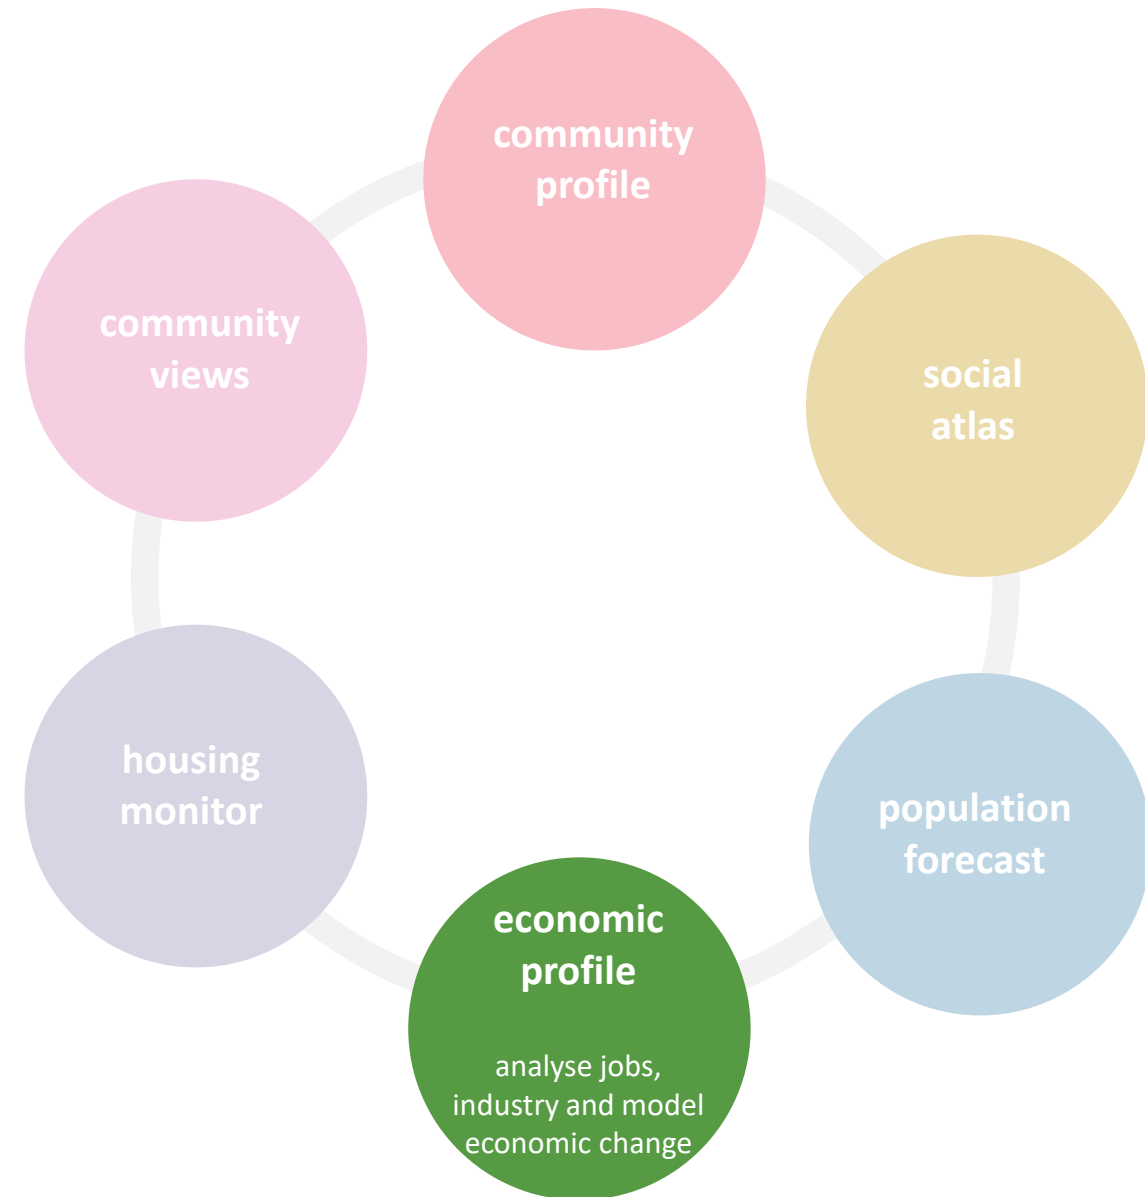 community
profile
community
views
social
atlas
housing
monitor
population
forecast
economic
profile
analyse jobs,
industry and model
economic change